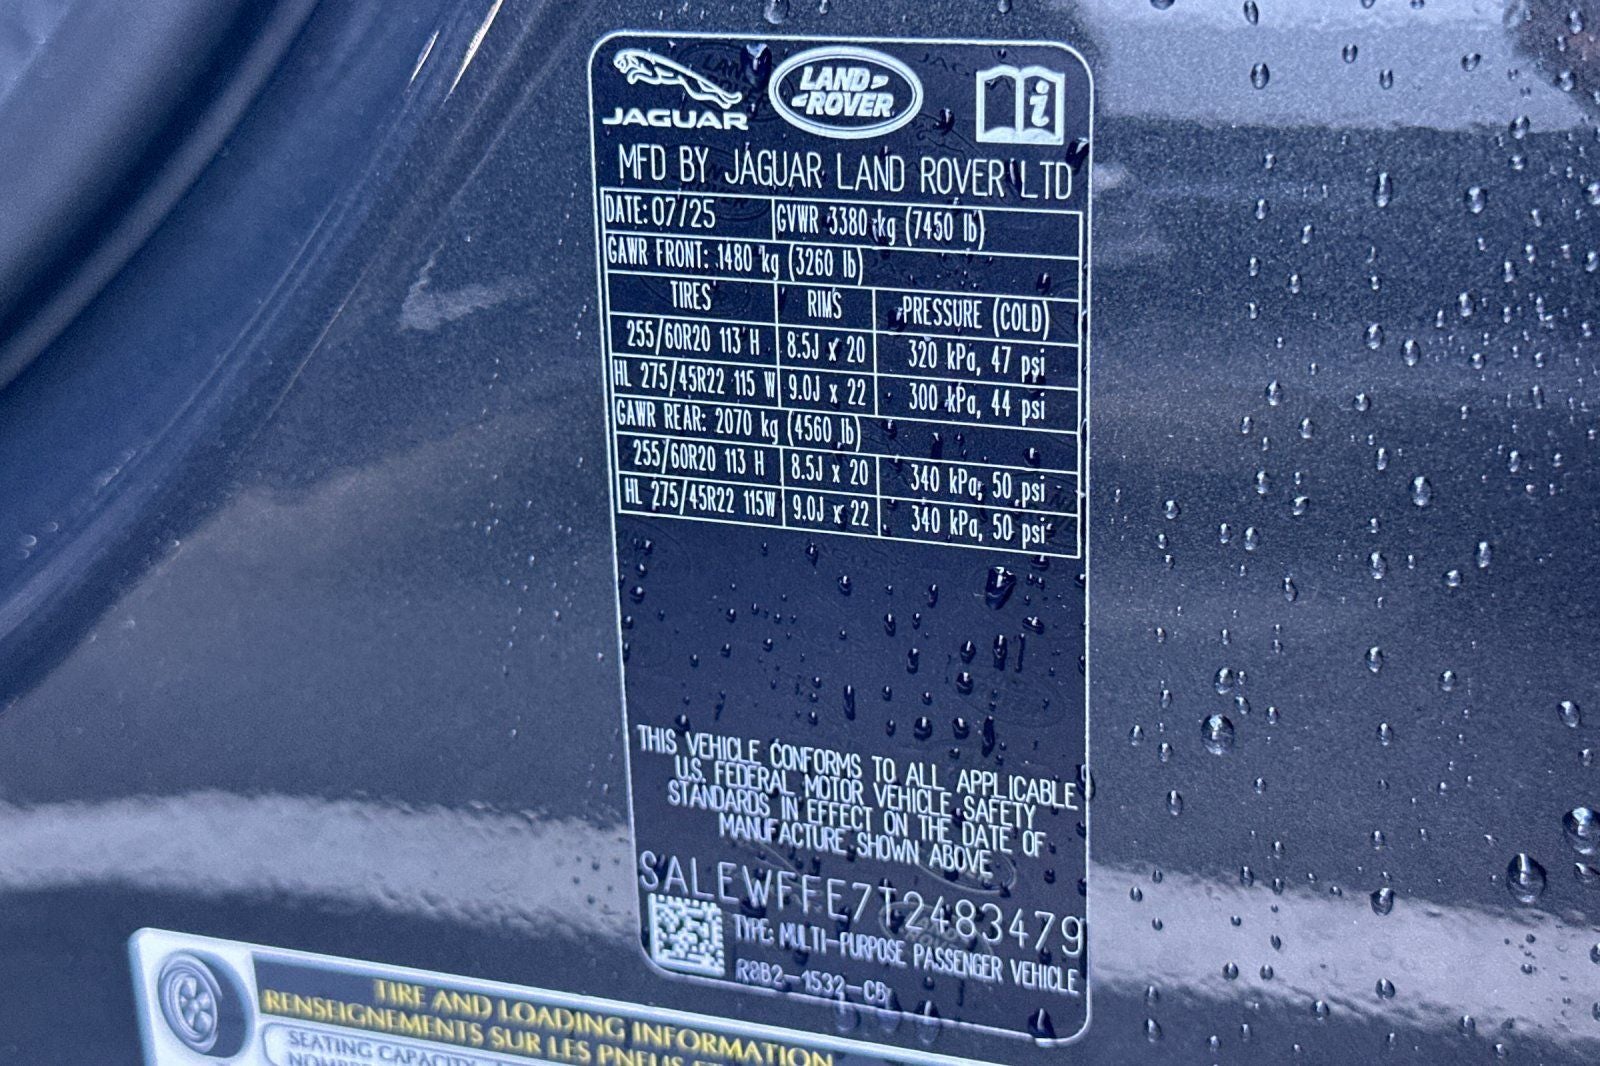 JAGUAR
LAND
ROVER
MFD BY JAGUAR LAND ROVER LTD
DATE: 07/25 GVWR 3380 kg (7450 lb)
GAWR FRONT: 1480 kg (3260 lb)
TIRES RIMS PRESSURE (COLD)
255/60R20 113 H 8.5J x 20 320 kPa, 47 psi
HL 275/45R22 115 W 9.0J x 22 300 kPa, 44 psi
GAWR REAR: 2070 kg (4560 lb)
255/60R20 113 H 8.5J x 20 340 kPa, 50 psi
HL 275/45R22 115W 9.0J x 22 340 kPa, 50 psi
THIS VEHICLE CONFORMS TO ALL APPLICABLE
U.S. FEDERAL MOTOR VEHICLE SAFETY
STANDARDS IN EFFECT ON THE DATE OF
MANUFACTURE SHOWN ABOVE
SALEWFFE7T2483479
TYPE: MULTI-PURPOSE PASSENGER VEHICLE
TIRE AND LOADING INFORMATION
RENSEIGNEMENTS SUR LES PNEUS ET
SEATING CAPACITY